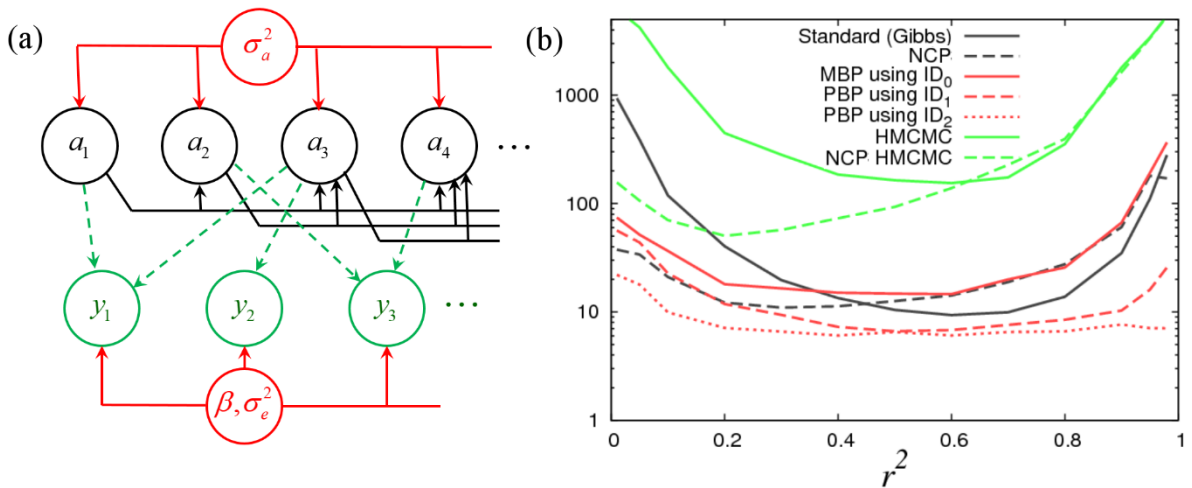 (a)
σ_a^2
a_1 a_2 a_3 a_4 ...
y_1 y_2 y_3 ...
β, σ_e^2
(b)
Standard (Gibbs)
NCP
MBP using ID_0
PBP using ID_1
PBP using ID_2
HMCMC
NCP HMCMC
1000
100
10
1
0 0.2 0.4 0.6 0.8 1
r^2